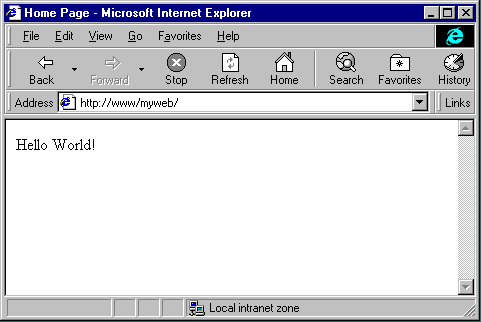 Home Page - Microsoft Internet Explorer
File Edit View Go Favorites Help
Back Forward Stop Refresh Home Search Favorites History
Address http://www/myweb/ Links
Hello World!
Local intranet zone